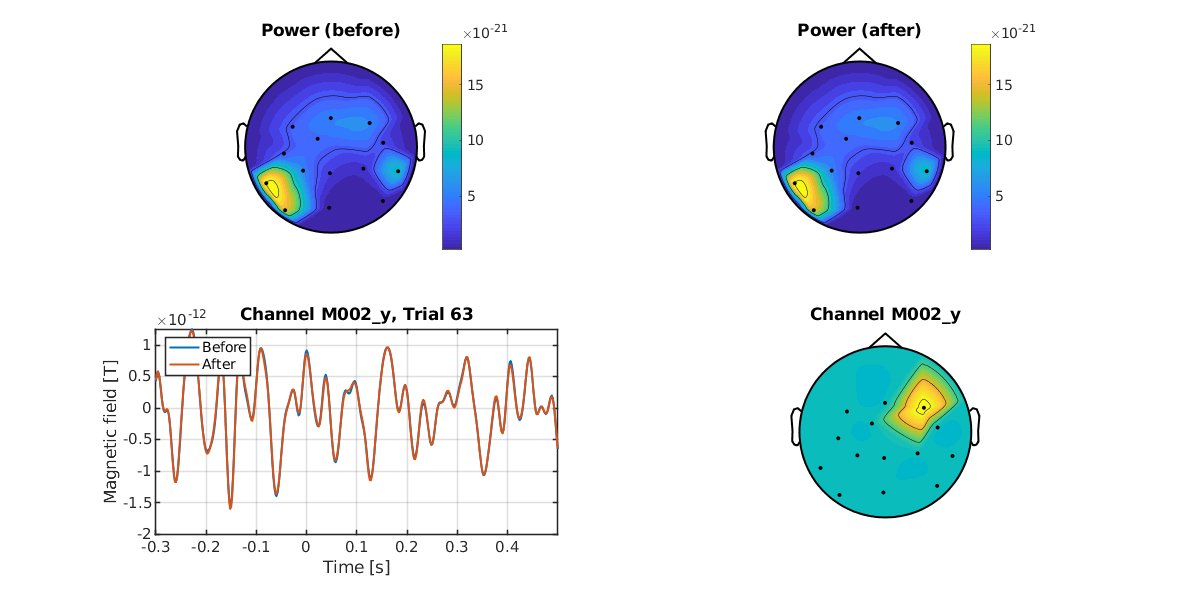 Power (before)
×10-21
15
10
5
Power (after)
×10-21
15
10
5
Channel M002_y, Trial 63
×10-12
Before
After
1
0.5
0
-0.5
-1
-1.5
-2
Magnetic field [T]
-0.3 -0.2 -0.1 0 0.1 0.2 0.3 0.4
Time [s]
Channel M002_y